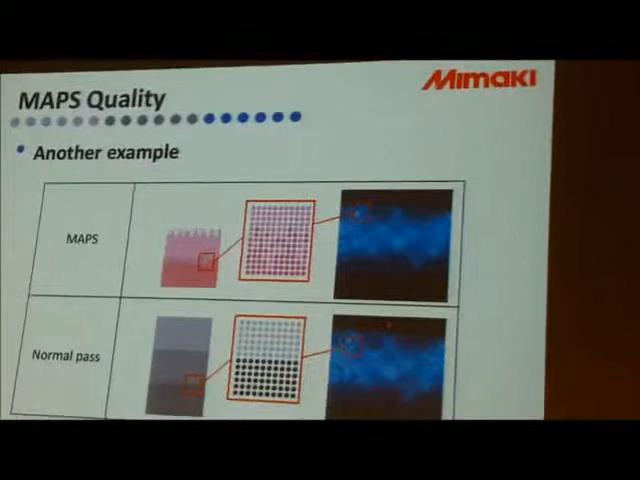 MIMAKI
MAPS Quality
Another example
MAPS
Normal pass